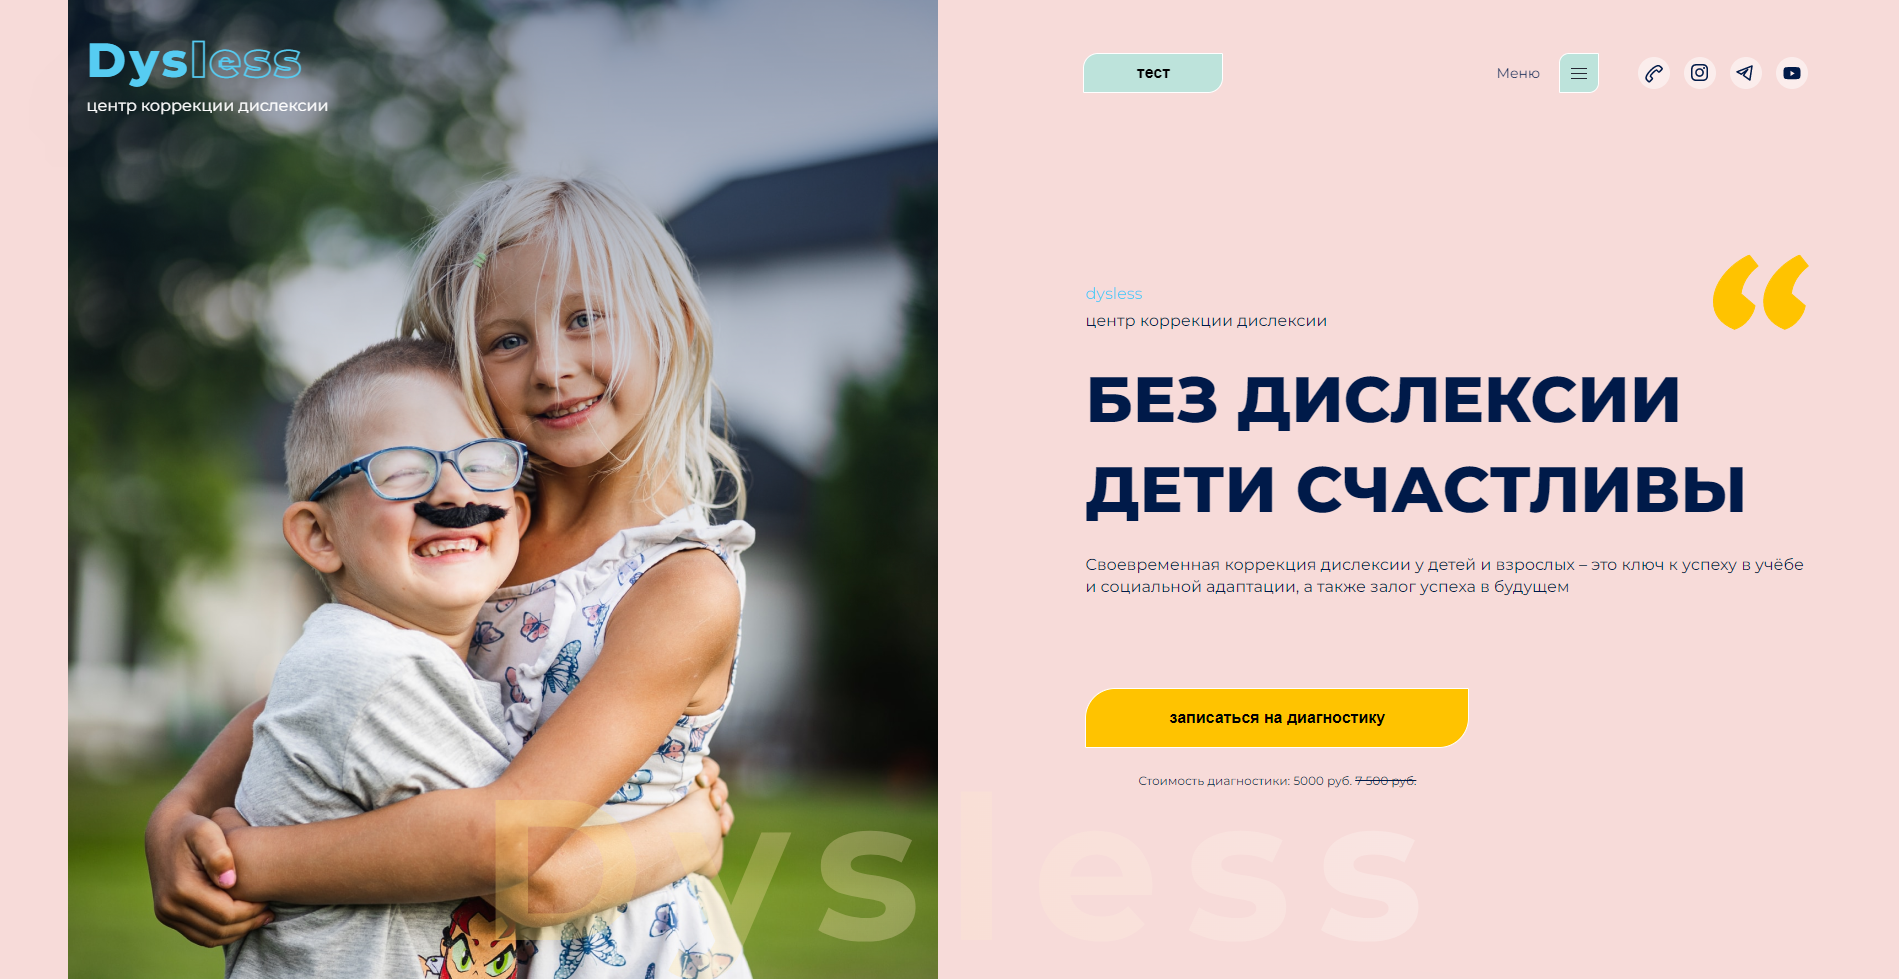 Dysless
центр коррекции дислексии
тест
Меню
dysless
центр коррекции дислексии
БЕЗ ДИСЛЕКСИИ
ДЕТИ СЧАСТЛИВЫ
Своевременная коррекция дислексии у детей и взрослых – это ключ к успеху в учёбе
и социальной адаптации, а также залог успеха в будущем
записаться на диагностику
Стоимость диагностики: 5000 руб. 7 500 руб.
Dysless